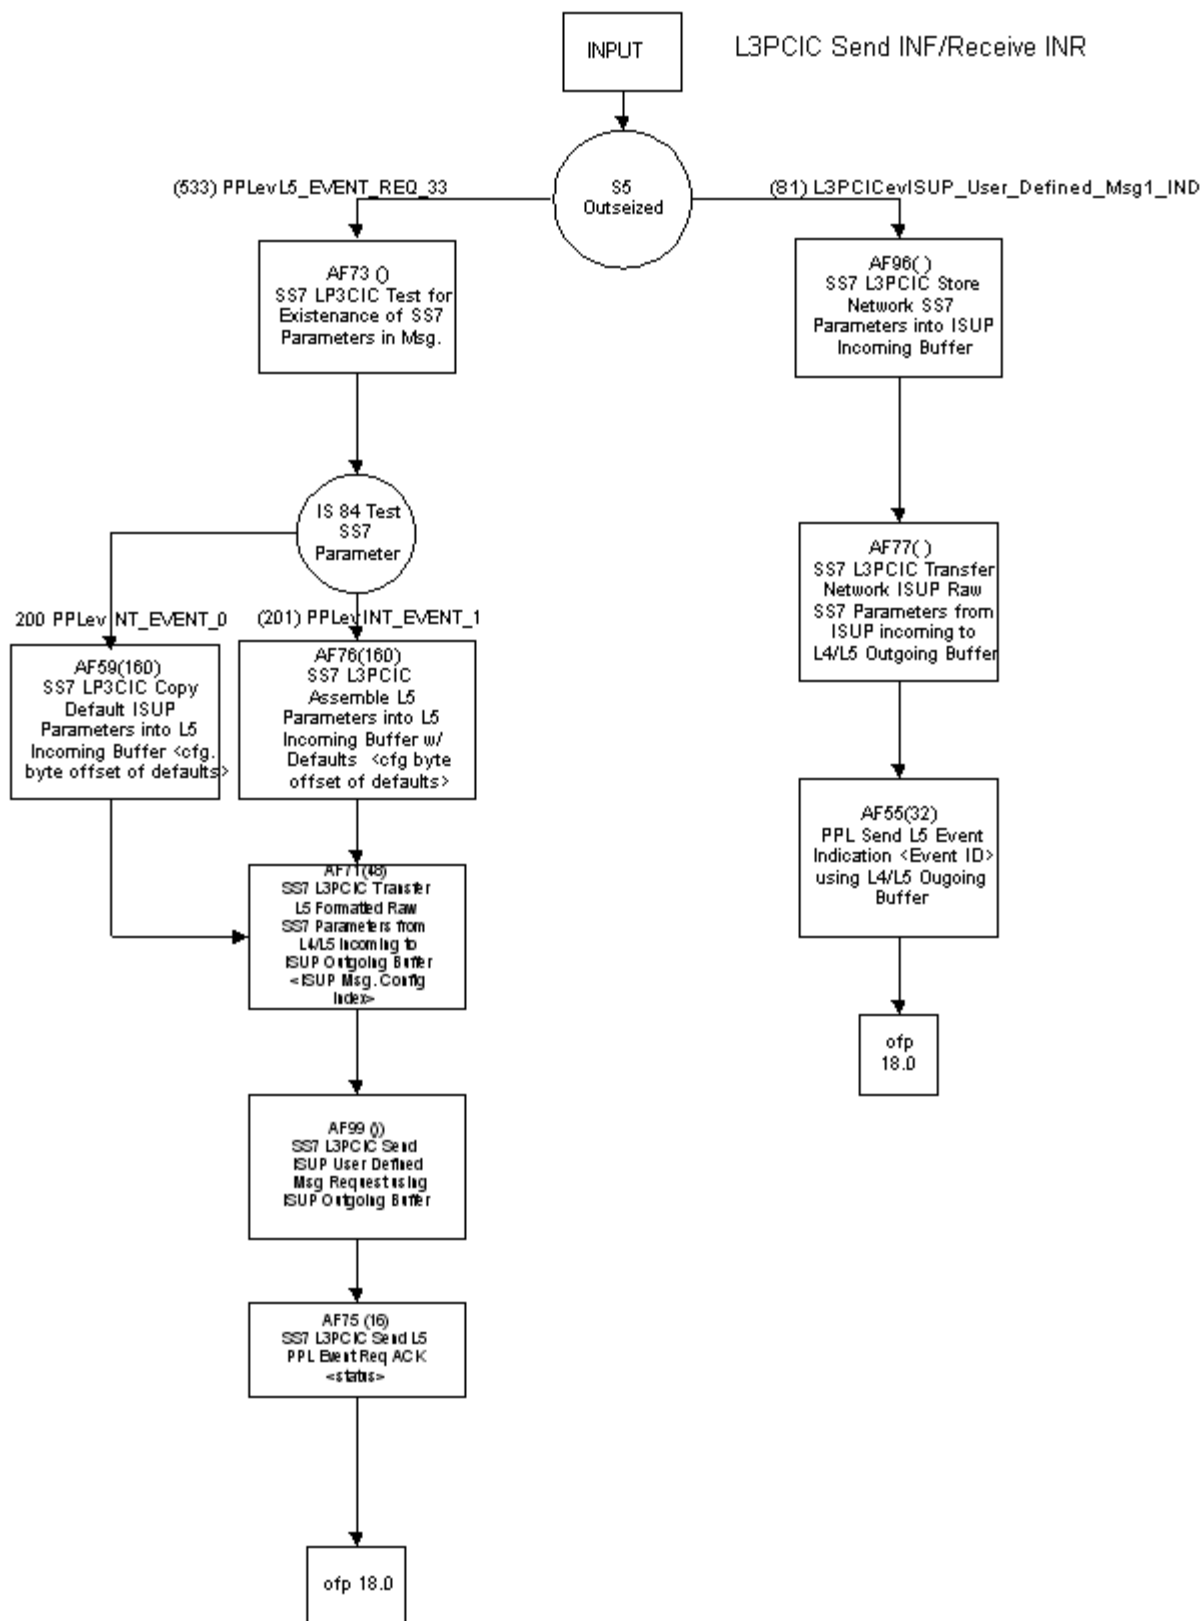 INPUT
L3PCIC Send INF/Receive INR
(533) PPLevL5_EVENT_REQ_33
S5
Outseized
(81) L3PCICevISUP_User_Defined_Msg1_IND
AF73 ()
SS7 LP3CIC Test for
Existenance of SS7
Parameters in Msg.
AF96( )
SS7 L3PCIC Store
Network SS7
Parameters into ISUP
Incoming Buffer
IS 84 Test
SS7
Parameter
AF77( )
SS7 L3PCIC Transfer
Network ISUP Raw
SS7 Parameters from
ISUP incoming to
L4/L5 Outgoing Buffer
200 PPLev NT_EVENT_0
(201) PPLev INT_EVENT_1
AF59(160)
SS7 LP3CIC Copy
Default ISUP
Parameters into L5
Incoming Buffer <cfg.
byte offset of defaults>
AF76(160)
SS7 L3PCIC
Assemble L5
Parameters into L5
Incoming Buffer w/
Defaults <cfg byte
offset of defaults>
AF55(32)
PPL Send L5 Event
Indication <Event ID>
using L4/L5 Ougoing
Buffer
AF71(48)
SS7 L3PCIC Transfer
L5 Formatted Raw
SS7 Parameters from
L4/L5 Incoming to
ISUP Outgoing Buffer
<ISUP Msg. Config
Index>
ofp
18.0
AF99 ()
SS7 L3PCIC Send
ISUP User Defined
Msg Request using
ISUP Outgoing Buffer
AF75 (16)
SS7 L3PCIC Send L5
PPL Event Req ACK
<status>
ofp 18.0